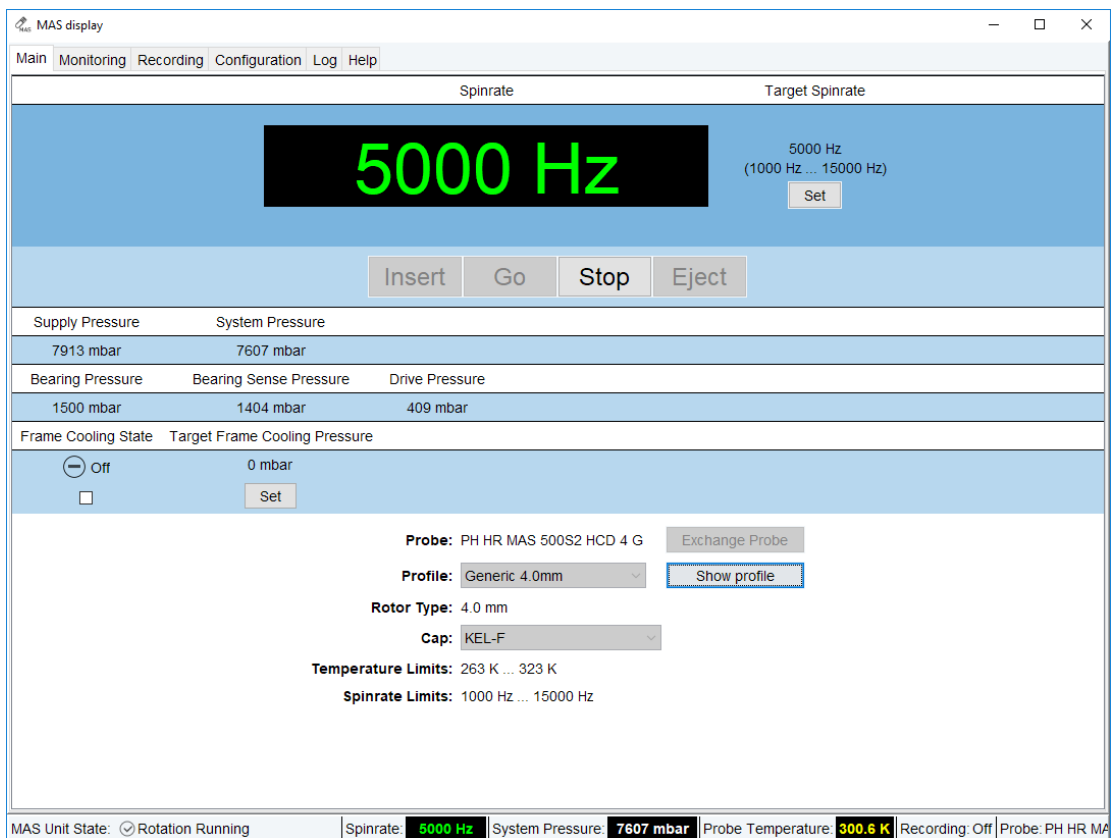 MAS MAS display
Main Monitoring Recording Configuration Log Help
Spinrate Target Spinrate
5000 Hz
5000 Hz
(1000 Hz ... 15000 Hz)
Set
Insert Go Stop Eject
Supply Pressure System Pressure
7913 mbar 7607 mbar
Bearing Pressure Bearing Sense Pressure Drive Pressure
1500 mbar 1404 mbar 409 mbar
Frame Cooling State Target Frame Cooling Pressure
Off 0 mbar
Set
Probe: PH HR MAS 500S2 HCD 4 G Exchange Probe
Profile: Generic 4.0mm Show profile
Rotor Type: 4.0 mm
Cap: KEL-F
Temperature Limits: 263 K ... 323 K
Spinrate Limits: 1000 Hz ... 15000 Hz
MAS Unit State: Rotation Running Spinrate: 5000 Hz System Pressure: 7607 mbar Probe Temperature: 300.6 K Recording: Off Probe: PH HR MA